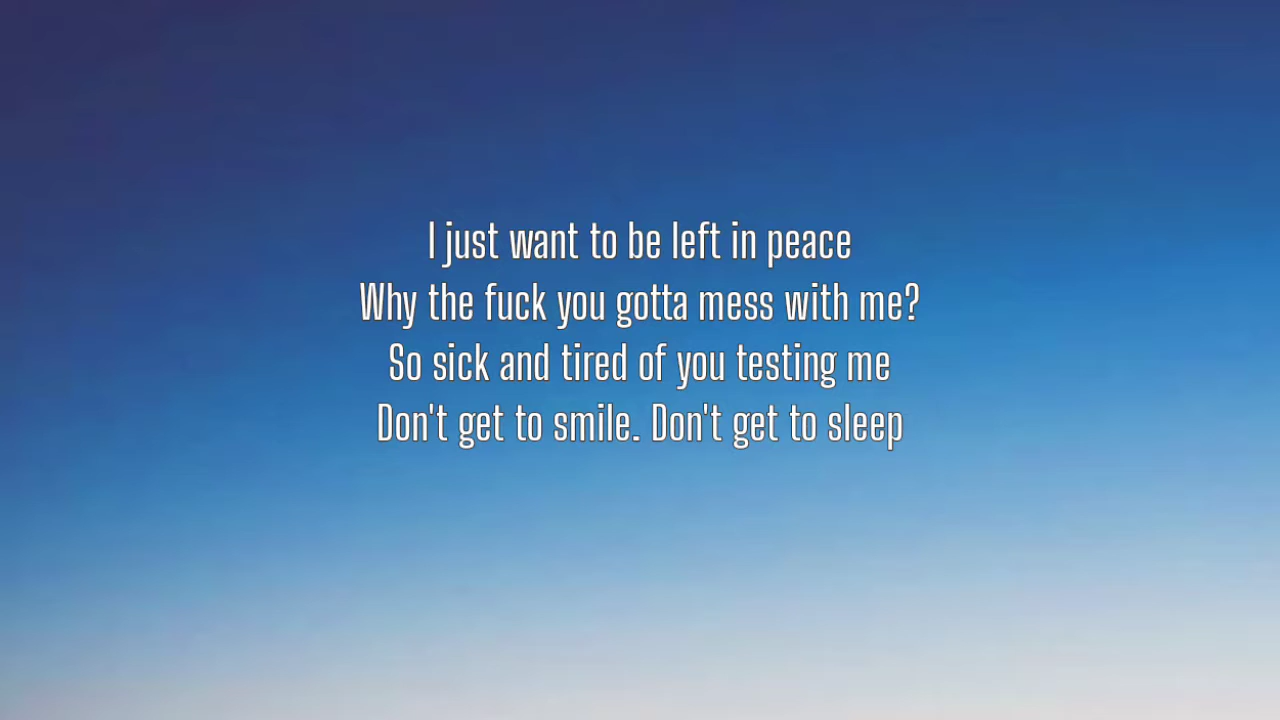 I just want to be left in peace
Why the fuck you gotta mess with me?
So sick and tired of you testing me
Don't get to smile. Don't get to sleep